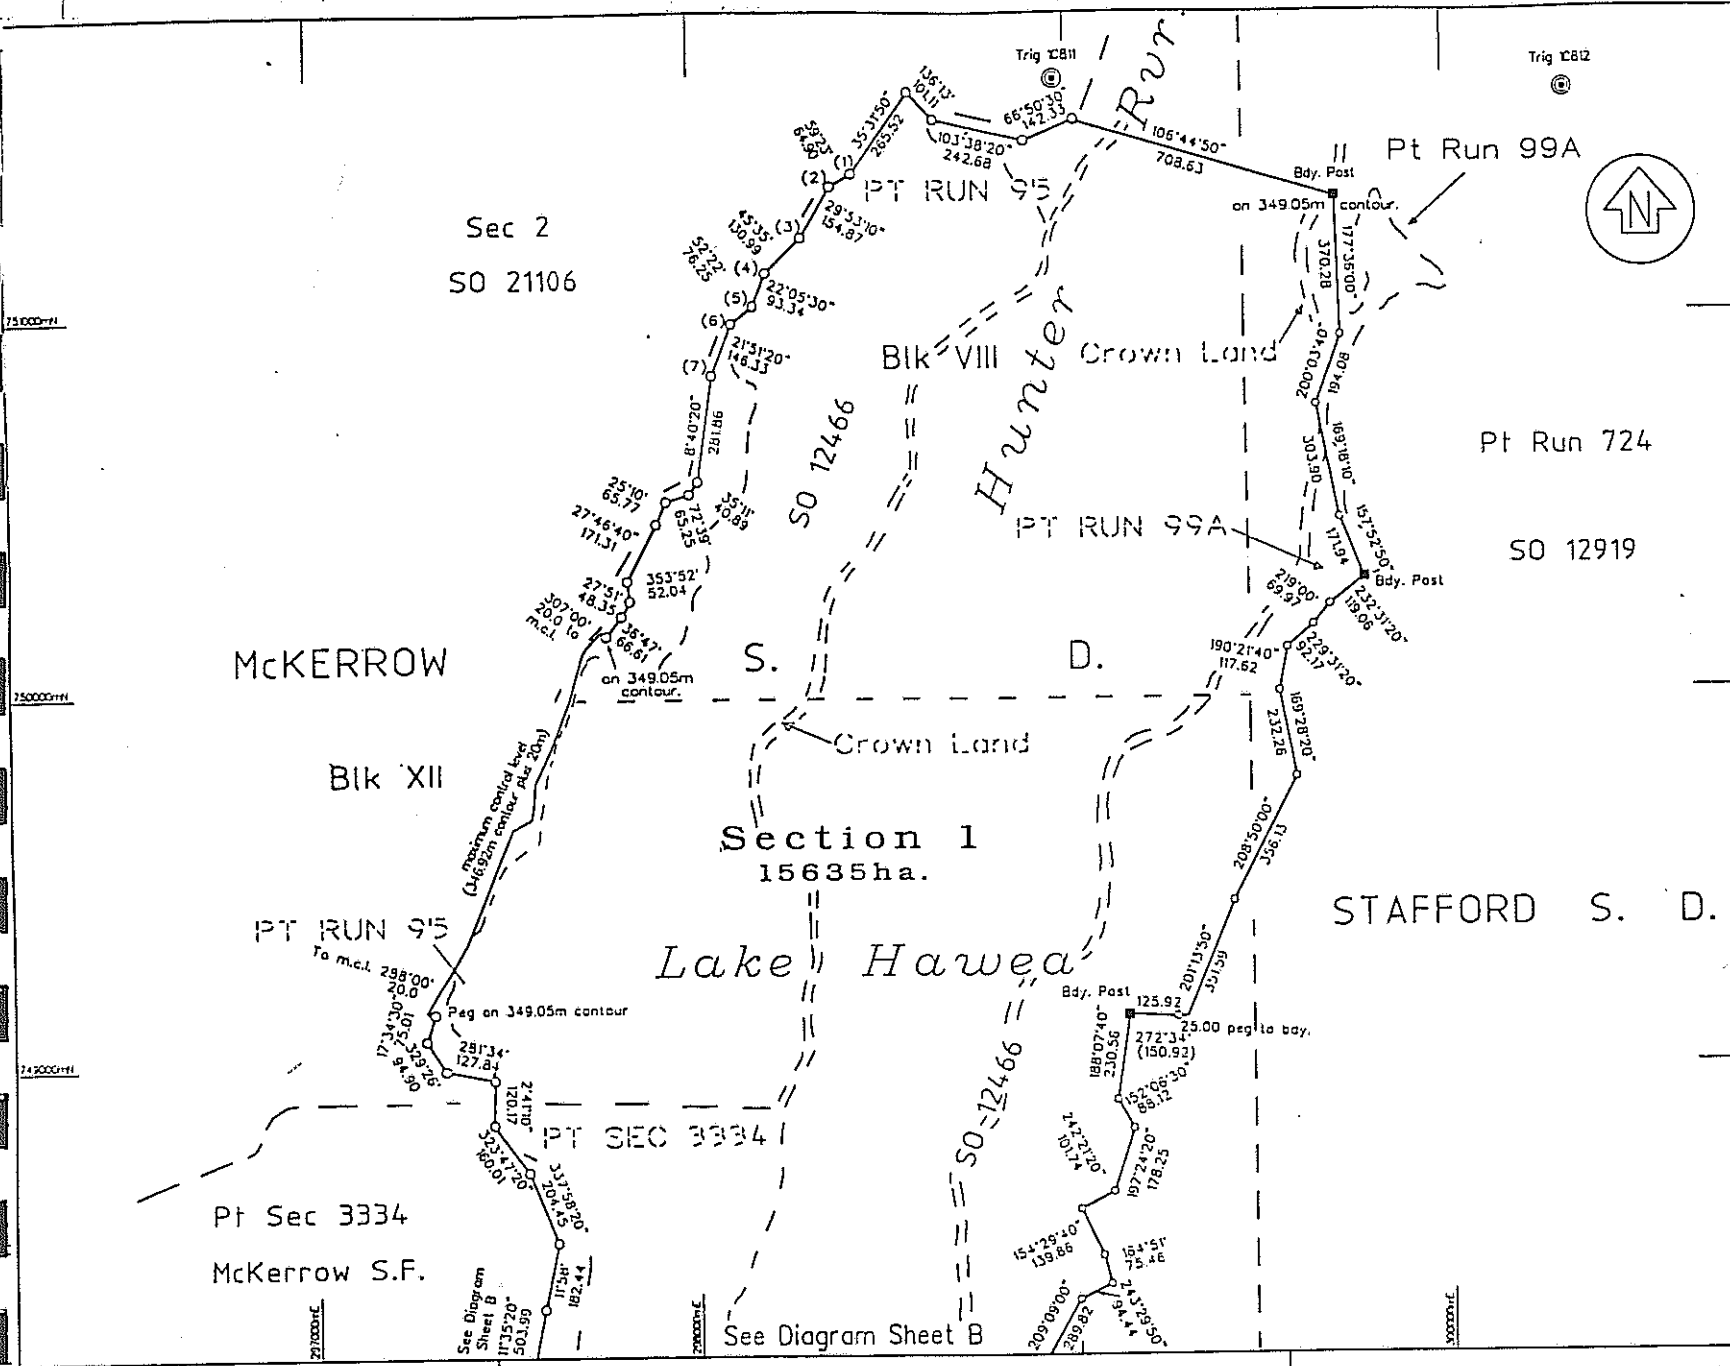 Trig
Trig
Pt Run 99A
N
Hunter Rvr.
136°13'
101.11
66°50'30"
142.33
106°44'50"
708.63
35°31'50"
265.52
103°38'20"
242.68
59°23'
64.90
(1)
(2)
PT RUN 95
Bdy. Post
on 349.05m contour.
Sec 2
SO 21106
29°53'10"
154.87
(3)
45°35'
130.99
(4)
52°22'
76.25
22°05'30"
93.34
(5)
(6)
177°35'00"
370.28
21°51'20"
146.33
(7)
Blk VIII
Crown Land
200°03'40"
194.08
8°40'20"
281.86
SO 12466
169°18'10"
303.90
Pt Run 724
SO 12919
25°10'
65.77
35°11'
40.89
72°39'
65.25
27°46'40"
171.31
PT RUN 99A
157°52'50"
171.94
Bdy. Post
353°52'
52.04
27°51'
48.35
307°00'
20.0 to
m.c.l.
36°47'
66.61
on 349.05m
contour.
219°00'
69.97
232°31'20"
119.06
229°31'20"
92.17
190°21'40"
117.62
McKERROW S. D.
169°28'20"
232.26
Crown Land
Blk XII
maximum control level
(346.92m contour plus 20m)
Section 1
15635ha.
208°50'00"
356.13
STAFFORD S. D.
PT RUN 95
Lake Hawea
To m.c.l. 298°00'
20.0
201°13'50"
351.59
Bdy. Post
125.92
25.00 peg to bdy.
272°34'
(150.92)
Peg on 349.05m contour
17°34'30"
75.01
329°26'
94.90
281°34'
127.84
188°07'40"
230.56
SO 12466
152°06'30"
88.12
2°41'10"
120.17
PT SEC 3334
323°47'20"
160.01
337°58'20"
204.45
242°21'20"
101.74
197°24'20"
178.25
Pt Sec 3334
McKerrow S.F.
154°29'40"
139.86
164°51'
75.46
11°58'
182.44
243°29'50"
94.44
209°09'00"
289.82
See Diagram
Sheet B
11°35'20"
503.99
See Diagram Sheet B